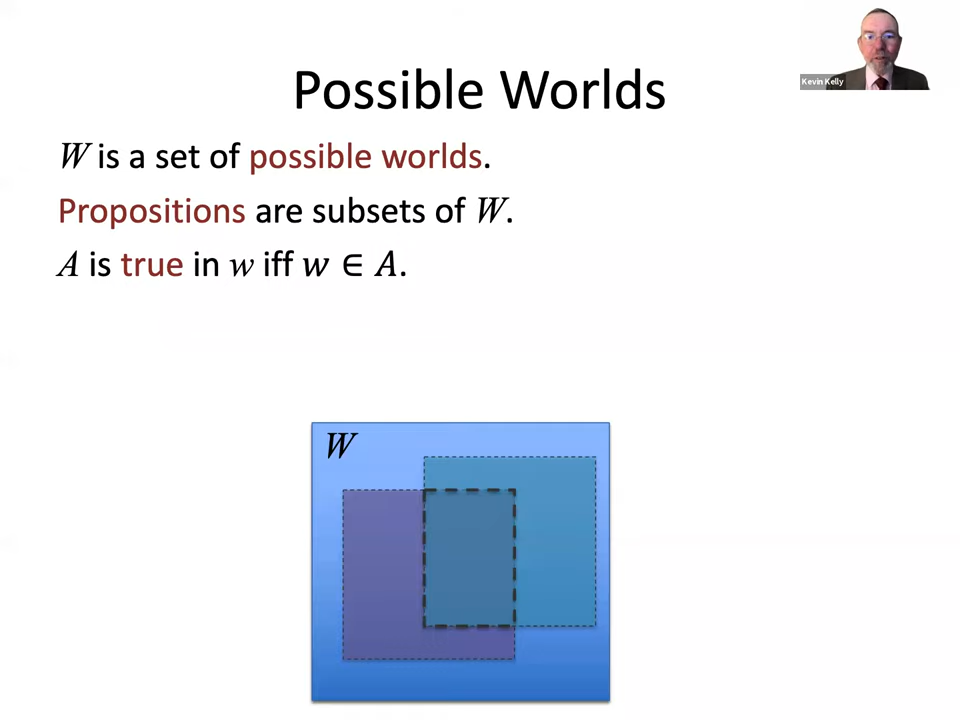 Kevin Kelly
Possible Worlds
W is a set of possible worlds.
Propositions are subsets of W.
A is true in w iff w ∈ A.
W